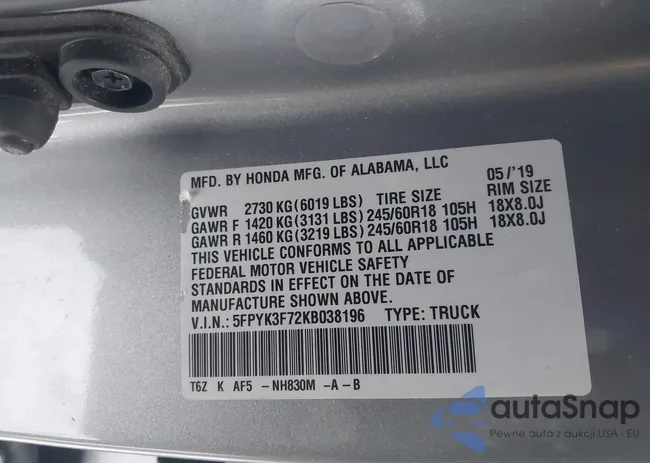 MFD. BY HONDA MFG. OF ALABAMA, LLC 05/'19
GVWR 2730 KG(6019 LBS) TIRE SIZE RIM SIZE
GAWR F 1420 KG(3131 LBS) 245/60R18 105H 18X8.0J
GAWR R 1460 KG(3219 LBS) 245/60R18 105H 18X8.0J
THIS VEHICLE CONFORMS TO ALL APPLICABLE
FEDERAL MOTOR VEHICLE SAFETY
STANDARDS IN EFFECT ON THE DATE OF
MANUFACTURE SHOWN ABOVE.
V.I.N.: 5FPYK3F72KB038196 TYPE: TRUCK
T6Z K AF5 -NH830M -A-B
autaSnap
Pewne auta z aukcji USA i EU